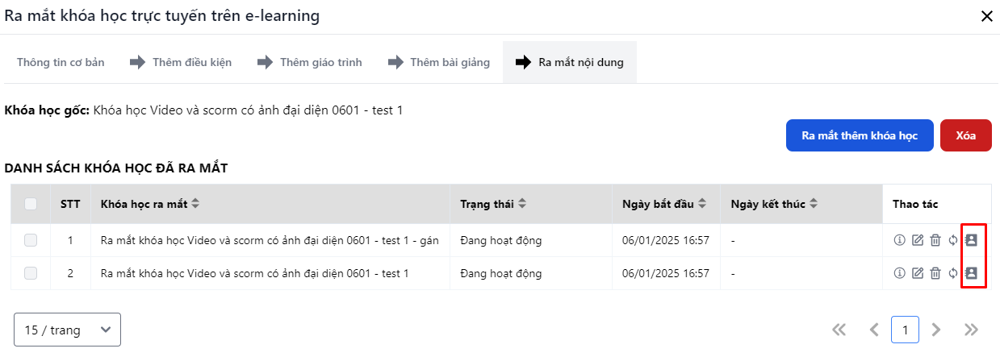 Ra mắt khóa học trực tuyến trên e-learning
Thông tin cơ bản Thêm điều kiện Thêm giáo trình Thêm bài giảng Ra mắt nội dung
Khóa học gốc: Khóa học Video và scorm có ảnh đại diện 0601 - test 1
Ra mắt thêm khóa học Xóa
DANH SÁCH KHÓA HỌC ĐÃ RA MẮT
STT Khóa học ra mắt Trạng thái Ngày bắt đầu Ngày kết thúc Thao tác
1 Ra mắt khóa học Video và scorm có ảnh đại diện 0601 - test 1 - gán Đang hoạt động 06/01/2025 16:57 -
2 Ra mắt khóa học Video và scorm có ảnh đại diện 0601 - test 1 Đang hoạt động 06/01/2025 16:57 -
15 / trang 1